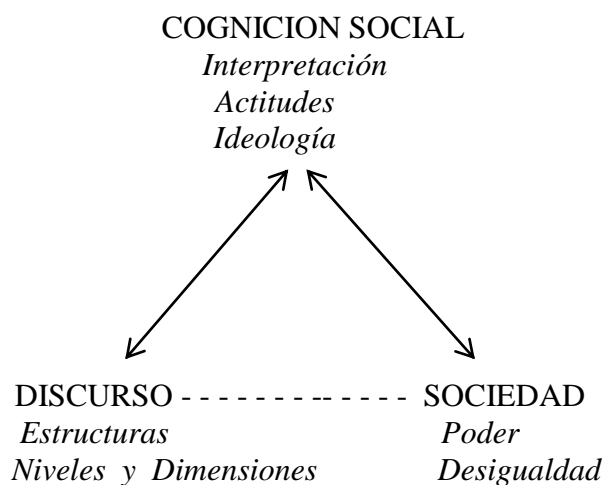 COGNICION SOCIAL
Interpretación
Actitudes
Ideología
DISCURSO - - - - - - - -- - - - - SOCIEDAD
Estructuras Poder
Niveles y Dimensiones Desigualdad